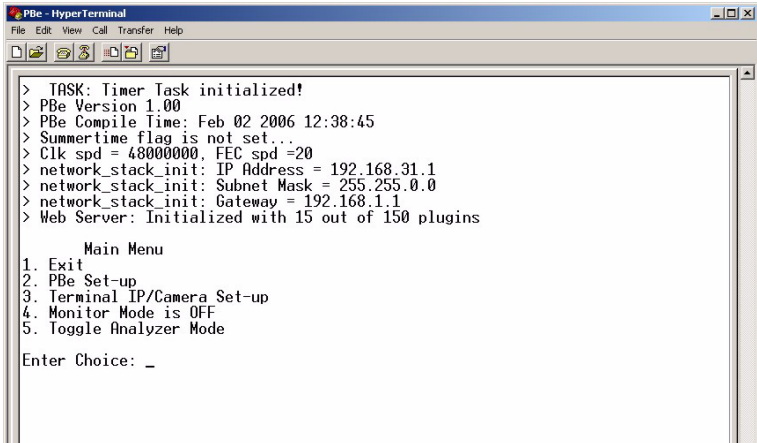 PBe - HyperTerminal
File Edit View Call Transfer Help
> TASK: Timer Task initialized!
> PBe Version 1.00
> PBe Compile Time: Feb 02 2006 12:38:45
> Summertime flag is not set...
> Clk spd = 48000000, FEC spd =20
> network_stack_init: IP Address = 192.168.31.1
> network_stack_init: Subnet Mask = 255.255.0.0
> network_stack_init: Gateway = 192.168.1.1
> Web Server: Initialized with 15 out of 150 plugins
Main Menu
1. Exit
2. PBe Set-up
3. Terminal IP/Camera Set-up
4. Monitor Mode is OFF
5. Toggle Analyzer Mode
Enter Choice: _